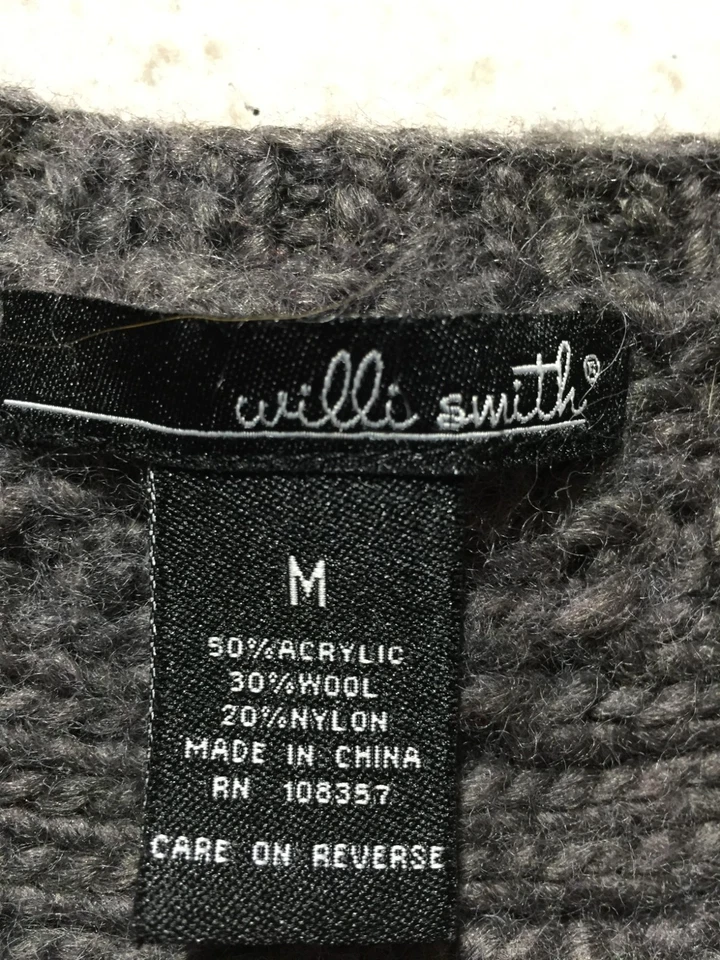 willi smith®
M
50%ACRYLIC
30%WOOL
20%NYLON
MADE IN CHINA
RN 108357
CARE ON REVERSE